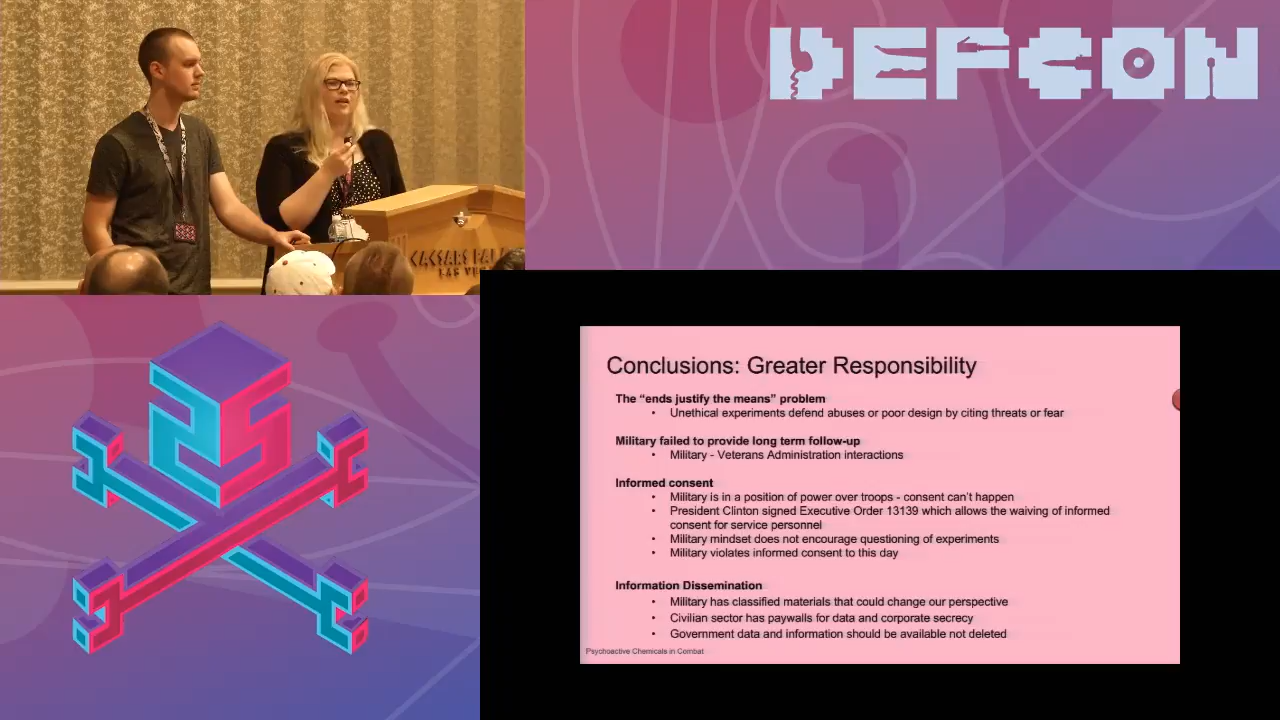 DEFCON
CAESARS PALA
LAS VE
25
Conclusions: Greater Responsibility
The “ends justify the means” problem
• Unethical experiments defend abuses or poor design by citing threats or fear
Military failed to provide long term follow-up
• Military - Veterans Administration interactions
Informed consent
• Military is in a position of power over troops - consent can’t happen
• President Clinton signed Executive Order 13139 which allows the waiving of informed
consent for service personnel
• Military mindset does not encourage questioning of experiments
• Military violates informed consent to this day
Information Dissemination
• Military has classified materials that could change our perspective
• Civilian sector has paywalls for data and corporate secrecy
• Government data and information should be available not deleted
Psychoactive Chemicals in Combat